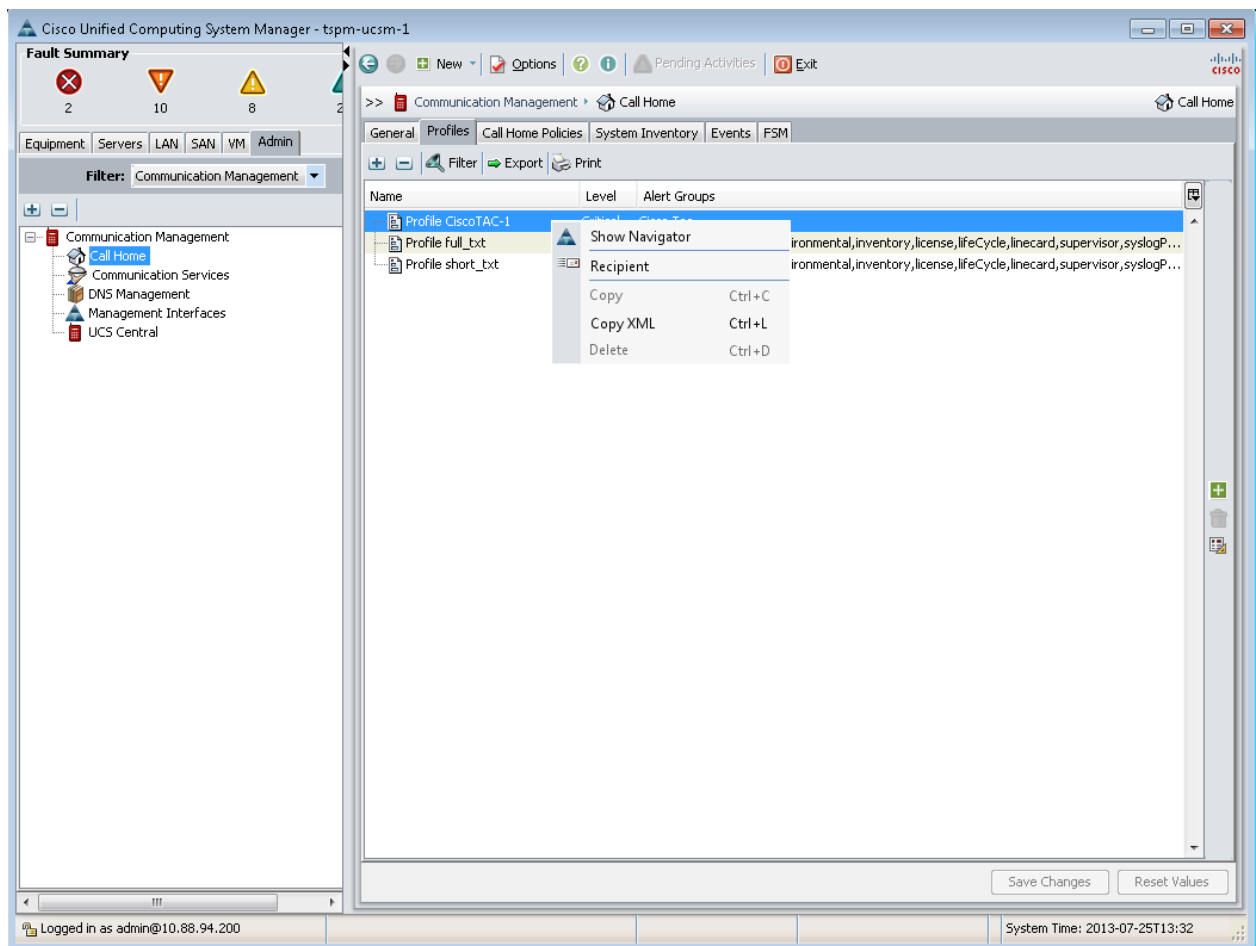 Cisco Unified Computing System Manager - tspm-ucsm-1
Fault Summary
2 10 8 2
New Options Pending Activities Exit
cisco
>> Communication Management Call Home Call Home
Equipment Servers LAN SAN VM Admin
General Profiles Call Home Policies System Inventory Events FSM
Filter: Communication Management
Filter Export Print
Name Level Alert Groups
Communication Management
Call Home
Communication Services
DNS Management
Management Interfaces
UCS Central
Profile CiscoTAC-1 Critical Cisco Tac
Profile full_txt ironmental,inventory,license,lifeCycle,linecard,supervisor,syslogP...
Profile short_txt ironmental,inventory,license,lifeCycle,linecard,supervisor,syslogP...
Show Navigator
Recipient
Copy Ctrl+C
Copy XML Ctrl+L
Delete Ctrl+D
Save Changes Reset Values
Logged in as admin@10.88.94.200 System Time: 2013-07-25T13:32